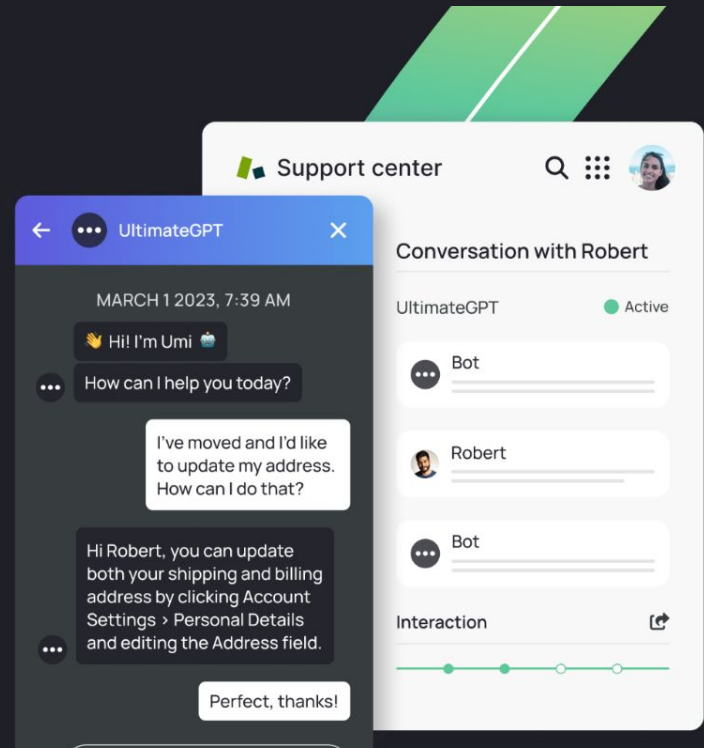 Support center
Conversation with Robert
UltimateGPT
Active
Bot
Robert
Bot
Interaction
UltimateGPT
MARCH 1 2023, 7:39 AM
👋 Hi! I'm Umi 🤖
How can I help you today?
I've moved and I'd like
to update my address.
How can I do that?
Hi Robert, you can update
both your shipping and billing
address by clicking Account
Settings › Personal Details
and editing the Address field.
Perfect, thanks!